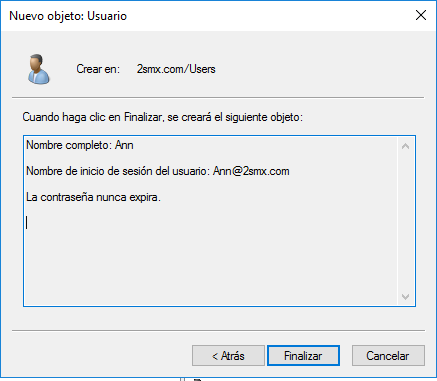 Nuevo objeto: Usuario
Crear en: 2smx.com/Users
Cuando haga clic en Finalizar, se creará el siguiente objeto:
Nombre completo: Ann
Nombre de inicio de sesión del usuario: Ann@2smx.com
La contraseña nunca expira.
< Atrás Finalizar Cancelar